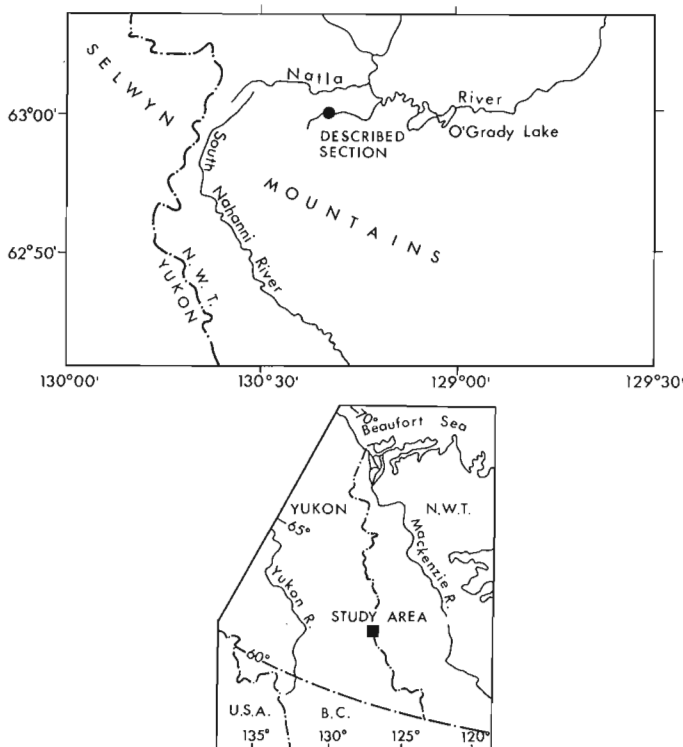 SELWYN
Natla
River
63°00'
DESCRIBED
SECTION
O'Grady Lake
South
Nahanni
River
MOUNTAINS
62°50'
N.W.T.
YUKON
130°00'
130°30'
129°00'
129°30'
70°
Beaufort Sea
YUKON
N.W.T.
65°
Mackenzie R.
Yukon R.
STUDY AREA
60°
U.S.A.
B.C.
135°
130°
125°
120°